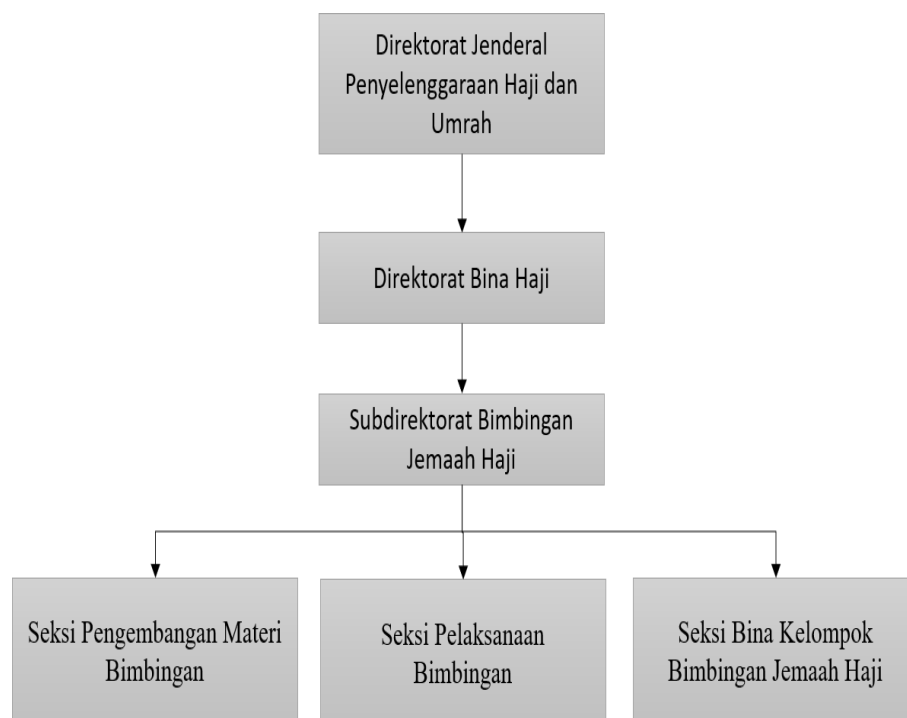 Direktorat Jenderal
Penyelenggaraan Haji dan
Umrah
Direktorat Bina Haji
Subdirektorat Bimbingan
Jemaah Haji
Seksi Pengembangan Materi
Bimbingan
Seksi Pelaksanaan
Bimbingan
Seksi Bina Kelompok
Bimbingan Jemaah Haji